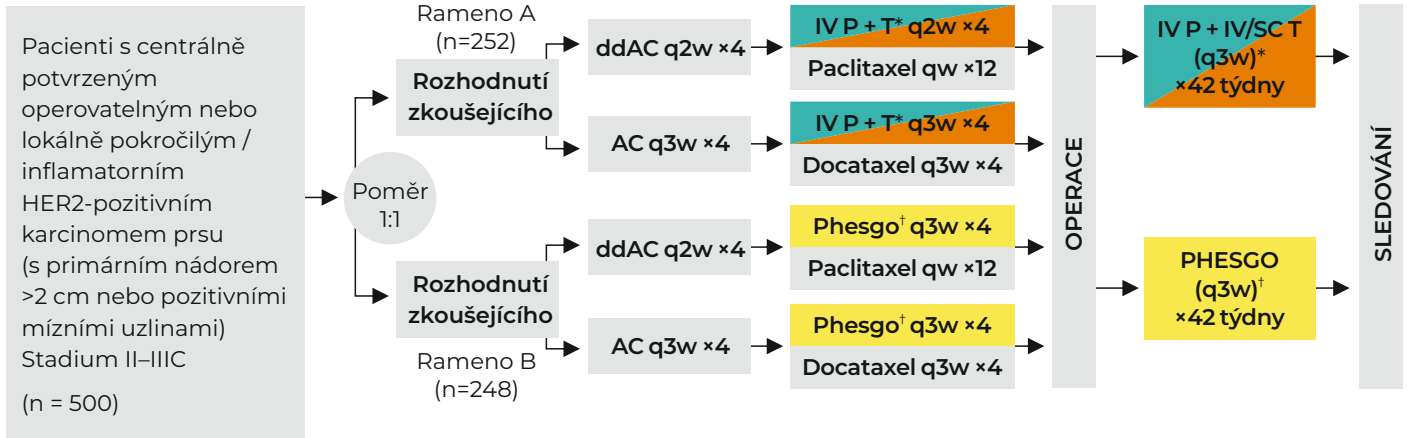 Pacienti s centrálně
potvrzeným
operovatelným nebo
lokálně pokročilým /
inflamatorním
HER2-pozitivním
karcinomem prsu
(s primárním nádorem
>2 cm nebo pozitivními
mízními uzlinami)
Stadium II–IIIC
(n = 500)
Poměr
1:1
Rameno A
(n=252)
Rozhodnutí
zkoušejícího
ddAC q2w ×4
IV P + T* q2w ×4
Paclitaxel qw ×12
AC q3w ×4
IV P + T* q3w ×4
Docataxel q3w ×4
Rozhodnutí
zkoušejícího
Rameno B
(n=248)
ddAC q2w ×4
Phesgo† q3w ×4
Paclitaxel qw ×12
AC q3w ×4
Phesgo† q3w ×4
Docataxel q3w ×4
OPERACE
IV P + IV/SC T
(q3w)*
×42 týdny
PHESGO
(q3w)†
×42 týdny
SLEDOVÁNÍ